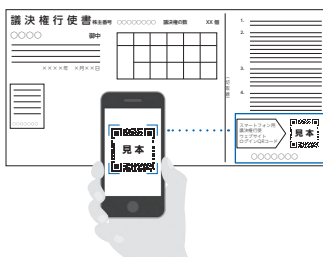 議決権行使書 株主番号 ○○○○○○○○ 議決権の数 XX 個
○○○○ 御中
××××年 ×月××日
○○○○○○○
1.
2.
3.
4.
見本
スマートフォン用
議決権行使
ウェブサイト
ログインQRコード
見本
○○○○○○○